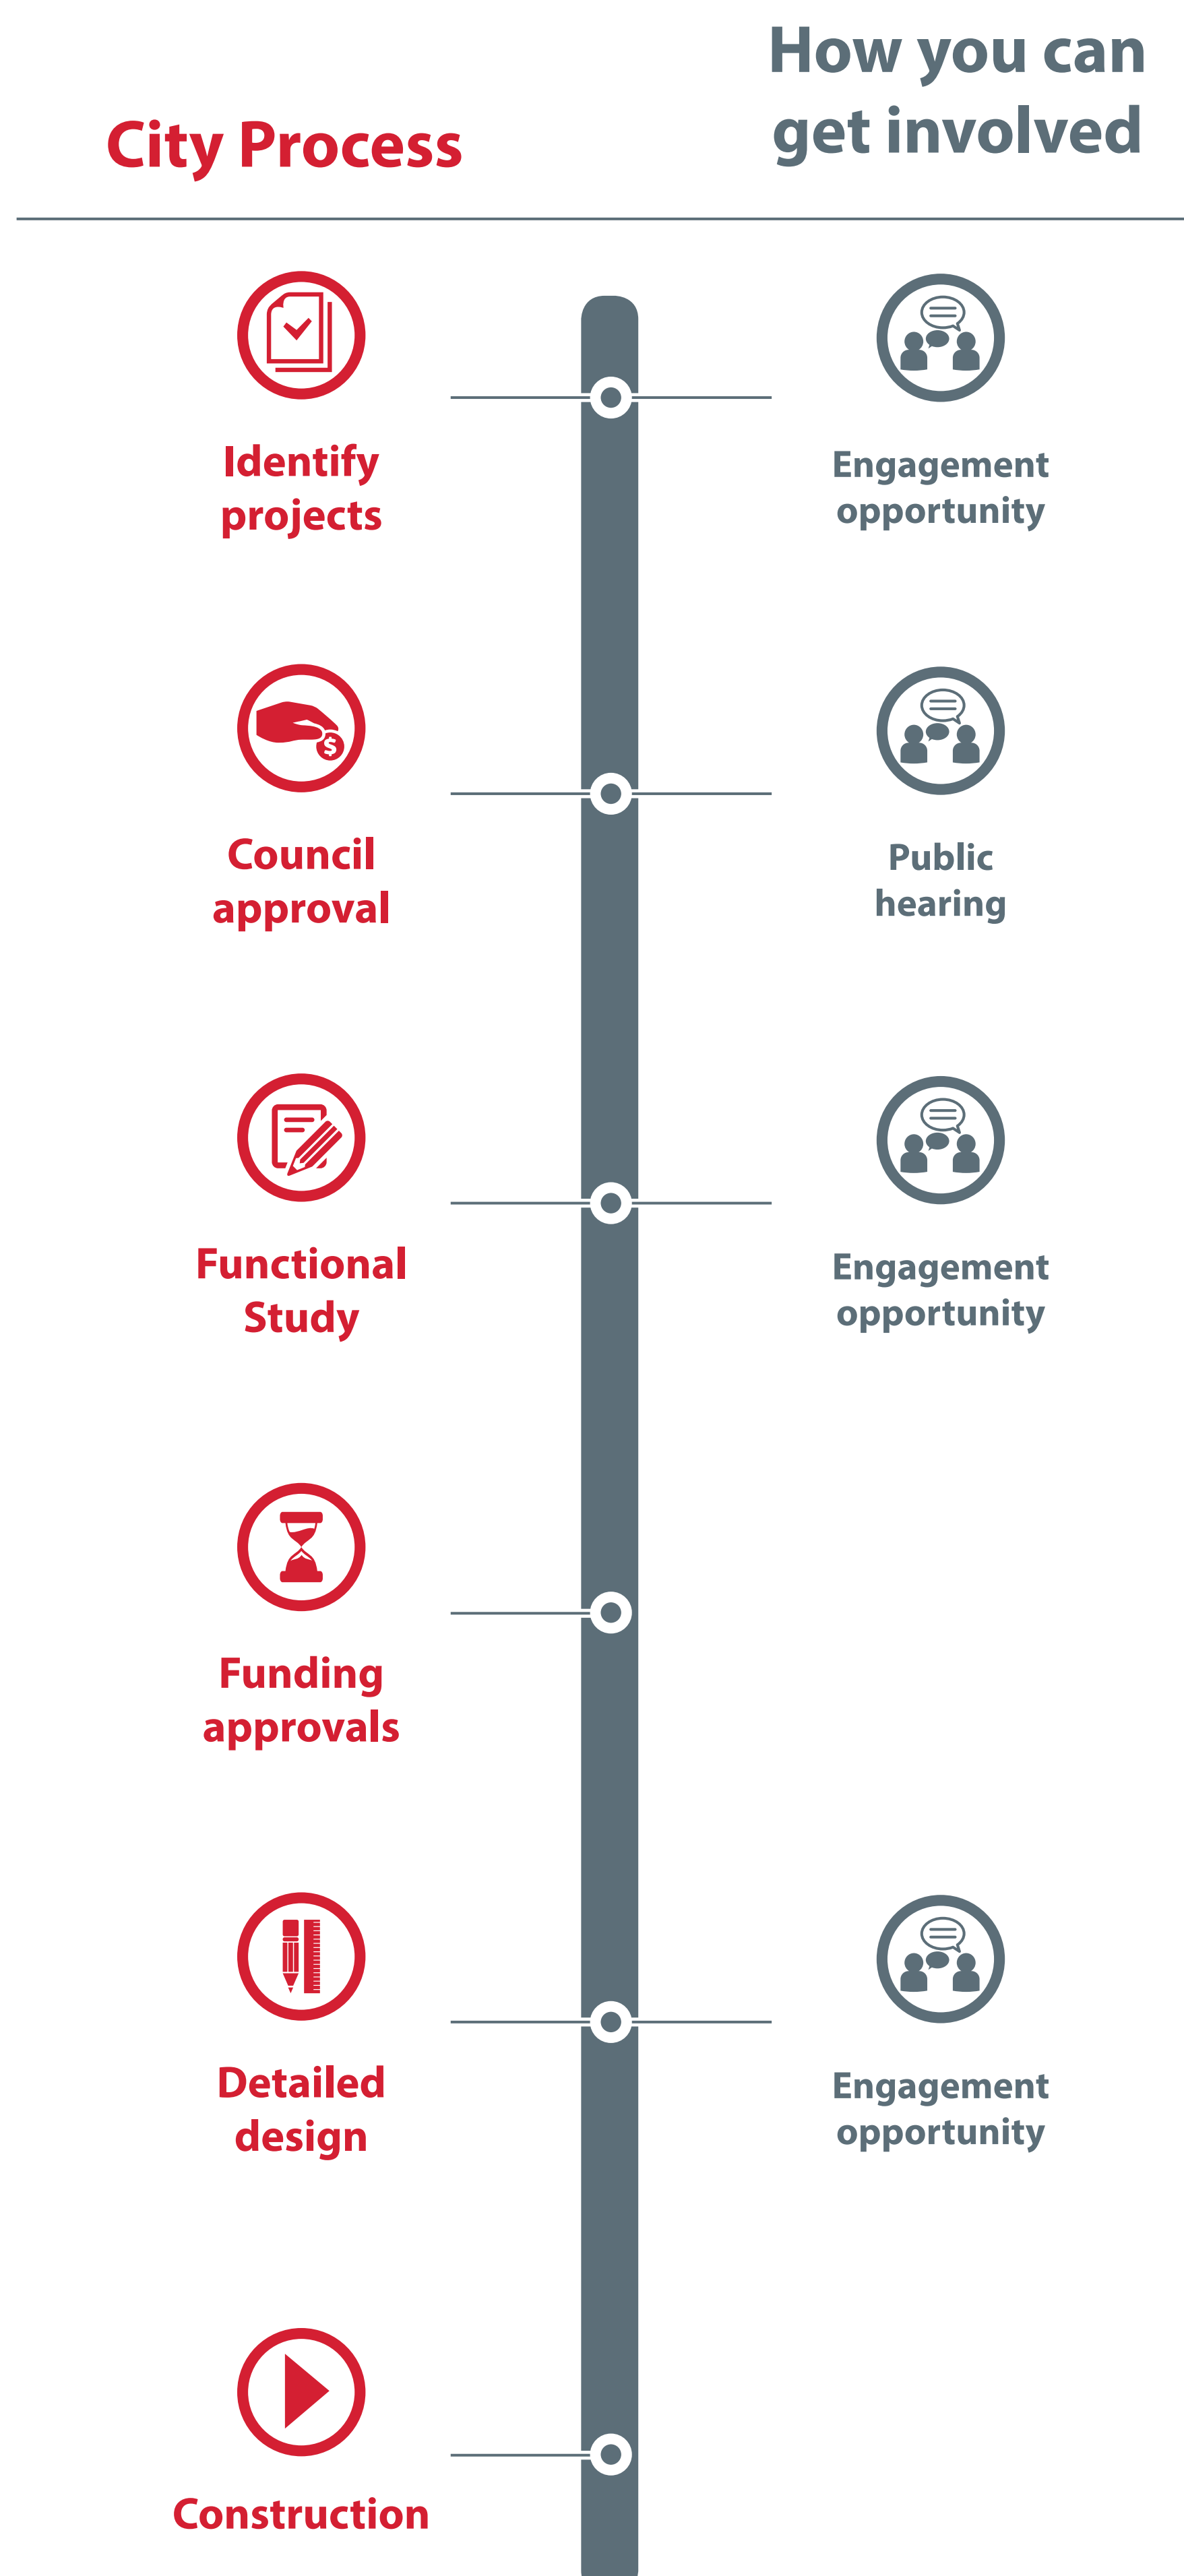 City Process
How you can
get involved
Identify
projects
Engagement
opportunity
$
Council
approval
Public
hearing
Functional
Study
Engagement
opportunity
Funding
approvals
Detailed
design
Engagement
opportunity
Construction